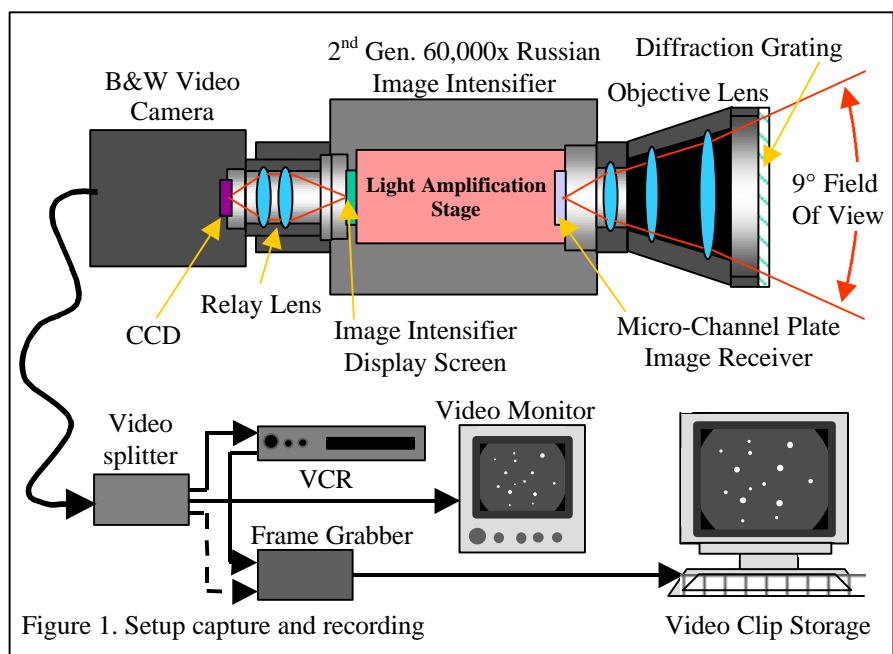 2nd Gen. 60,000x Russian
Image Intensifier
B&W Video
Camera
Diffraction Grating
Objective Lens
Light Amplification
Stage
9° Field
Of View
Relay Lens
CCD
Image Intensifier
Display Screen
Micro-Channel Plate
Image Receiver
Video
splitter
VCR
Video Monitor
Frame Grabber
Figure 1. Setup capture and recording
Video Clip Storage